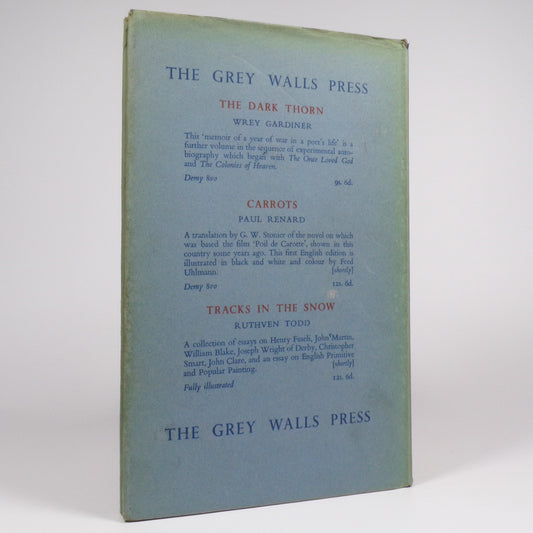 THE GREY WALLS PRESS
THE DARK THORN
WREY GARDINER
This 'memoir of a year of war in a poet's life' is a
further volume in the sequence of experimental auto-
biography which began with The Once Loved God
and The Colonies of Heaven.
Demy 8vo 9s. 6d.
CARROTS
PAUL RENARD
A translation by G. W. Stonier of the novel on which
was based the film 'Poil de Carotte', shown in this
country some years ago. This first English edition is
illustrated in black and white and colour by Fred
Uhlmann. [shortly]
Demy 8vo 12s. 6d.
TRACKS IN THE SNOW
RUTHVEN TODD
A collection of essays on Henry Fuseli, John Martin,
William Blake, Joseph Wright of Derby, Christopher
Smart, John Clare, and an essay on English Primitive
and Popular Painting. [shortly]
Fully illustrated 12s. 6d.
THE GREY WALLS PRESS